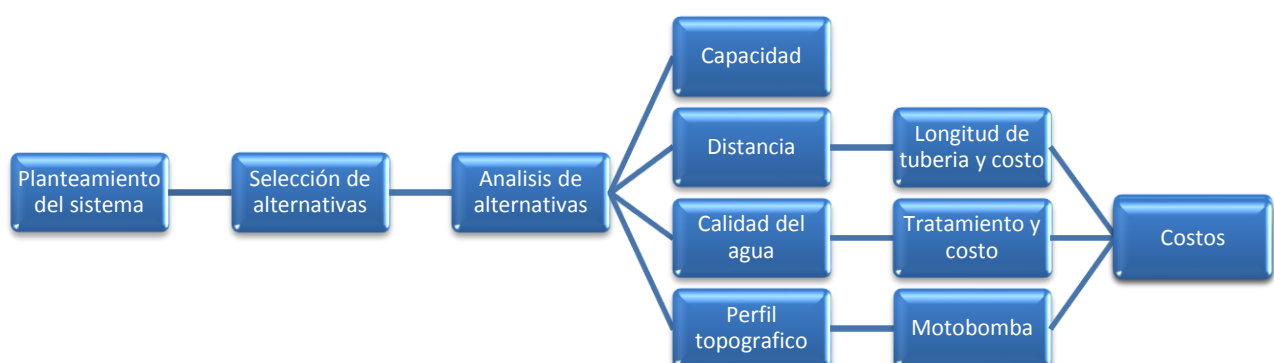 Planteamiento
del sistema
Selección de
alternativas
Analisis de
alternativas
Capacidad
Distancia
Calidad del
agua
Perfil
topografico
Longitud de
tuberia y costo
Tratamiento y
costo
Motobomba
Costos